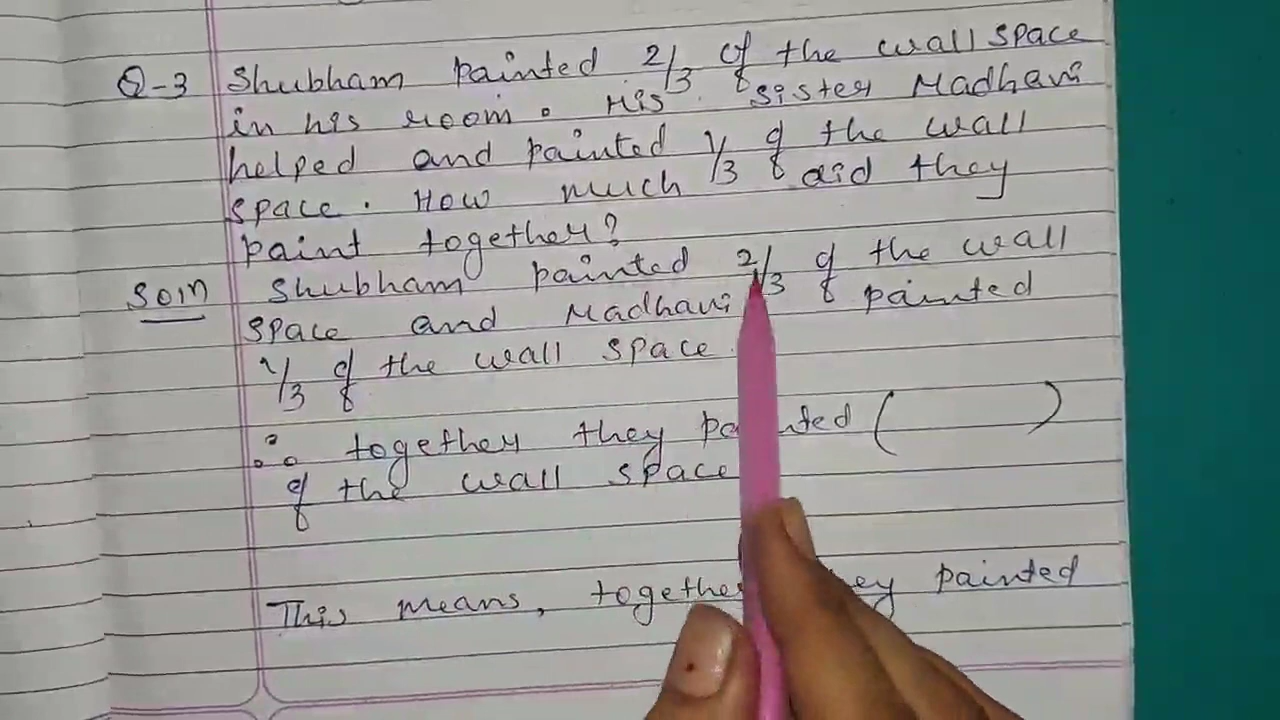 Q-3 Shubham painted 2/3 of the wall space
in his room. His sister Madhavi
helped and painted 1/3 of the wall
space. How much did they
paint together?
Soln Shubham painted 2/3 of the wall
space and Madhavi painted
1/3 of the wall space
∴ together they painted ( )
of the wall space
This means, together they painted